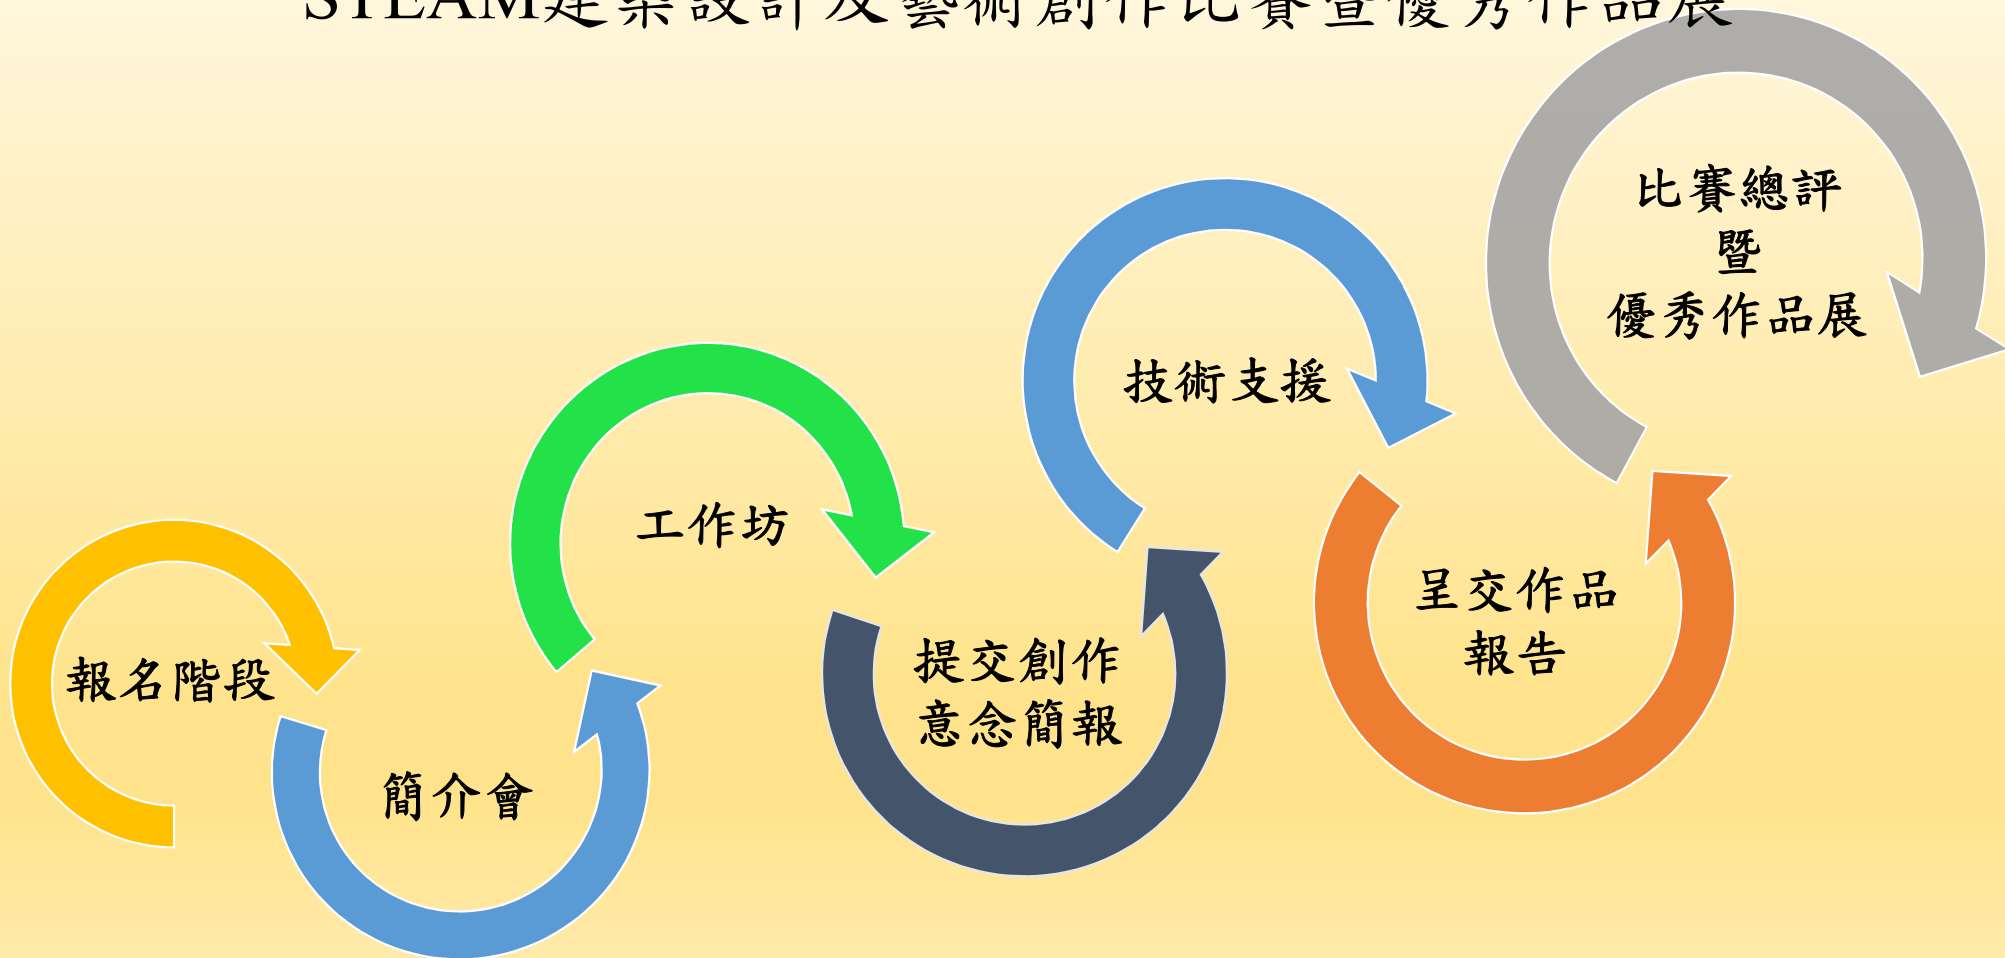 STEAM建築設計及藝術創作比賽暨優秀作品展
報名階段
簡介會
工作坊
提交創作
意念簡報
技術支援
呈交作品
報告
比賽總評
暨
優秀作品展